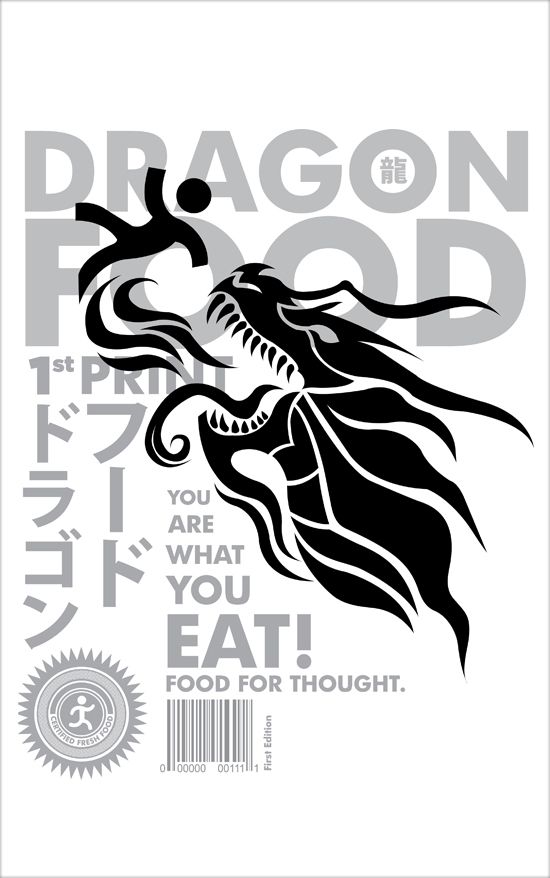 DRAGON
龍
FOOD
1st PRINT
ドラゴン
フード
YOU
ARE
WHAT
YOU
EAT!
FOOD FOR THOUGHT.
CERTIFIED FRESH FOOD
0 00000 00111 1
First Edition